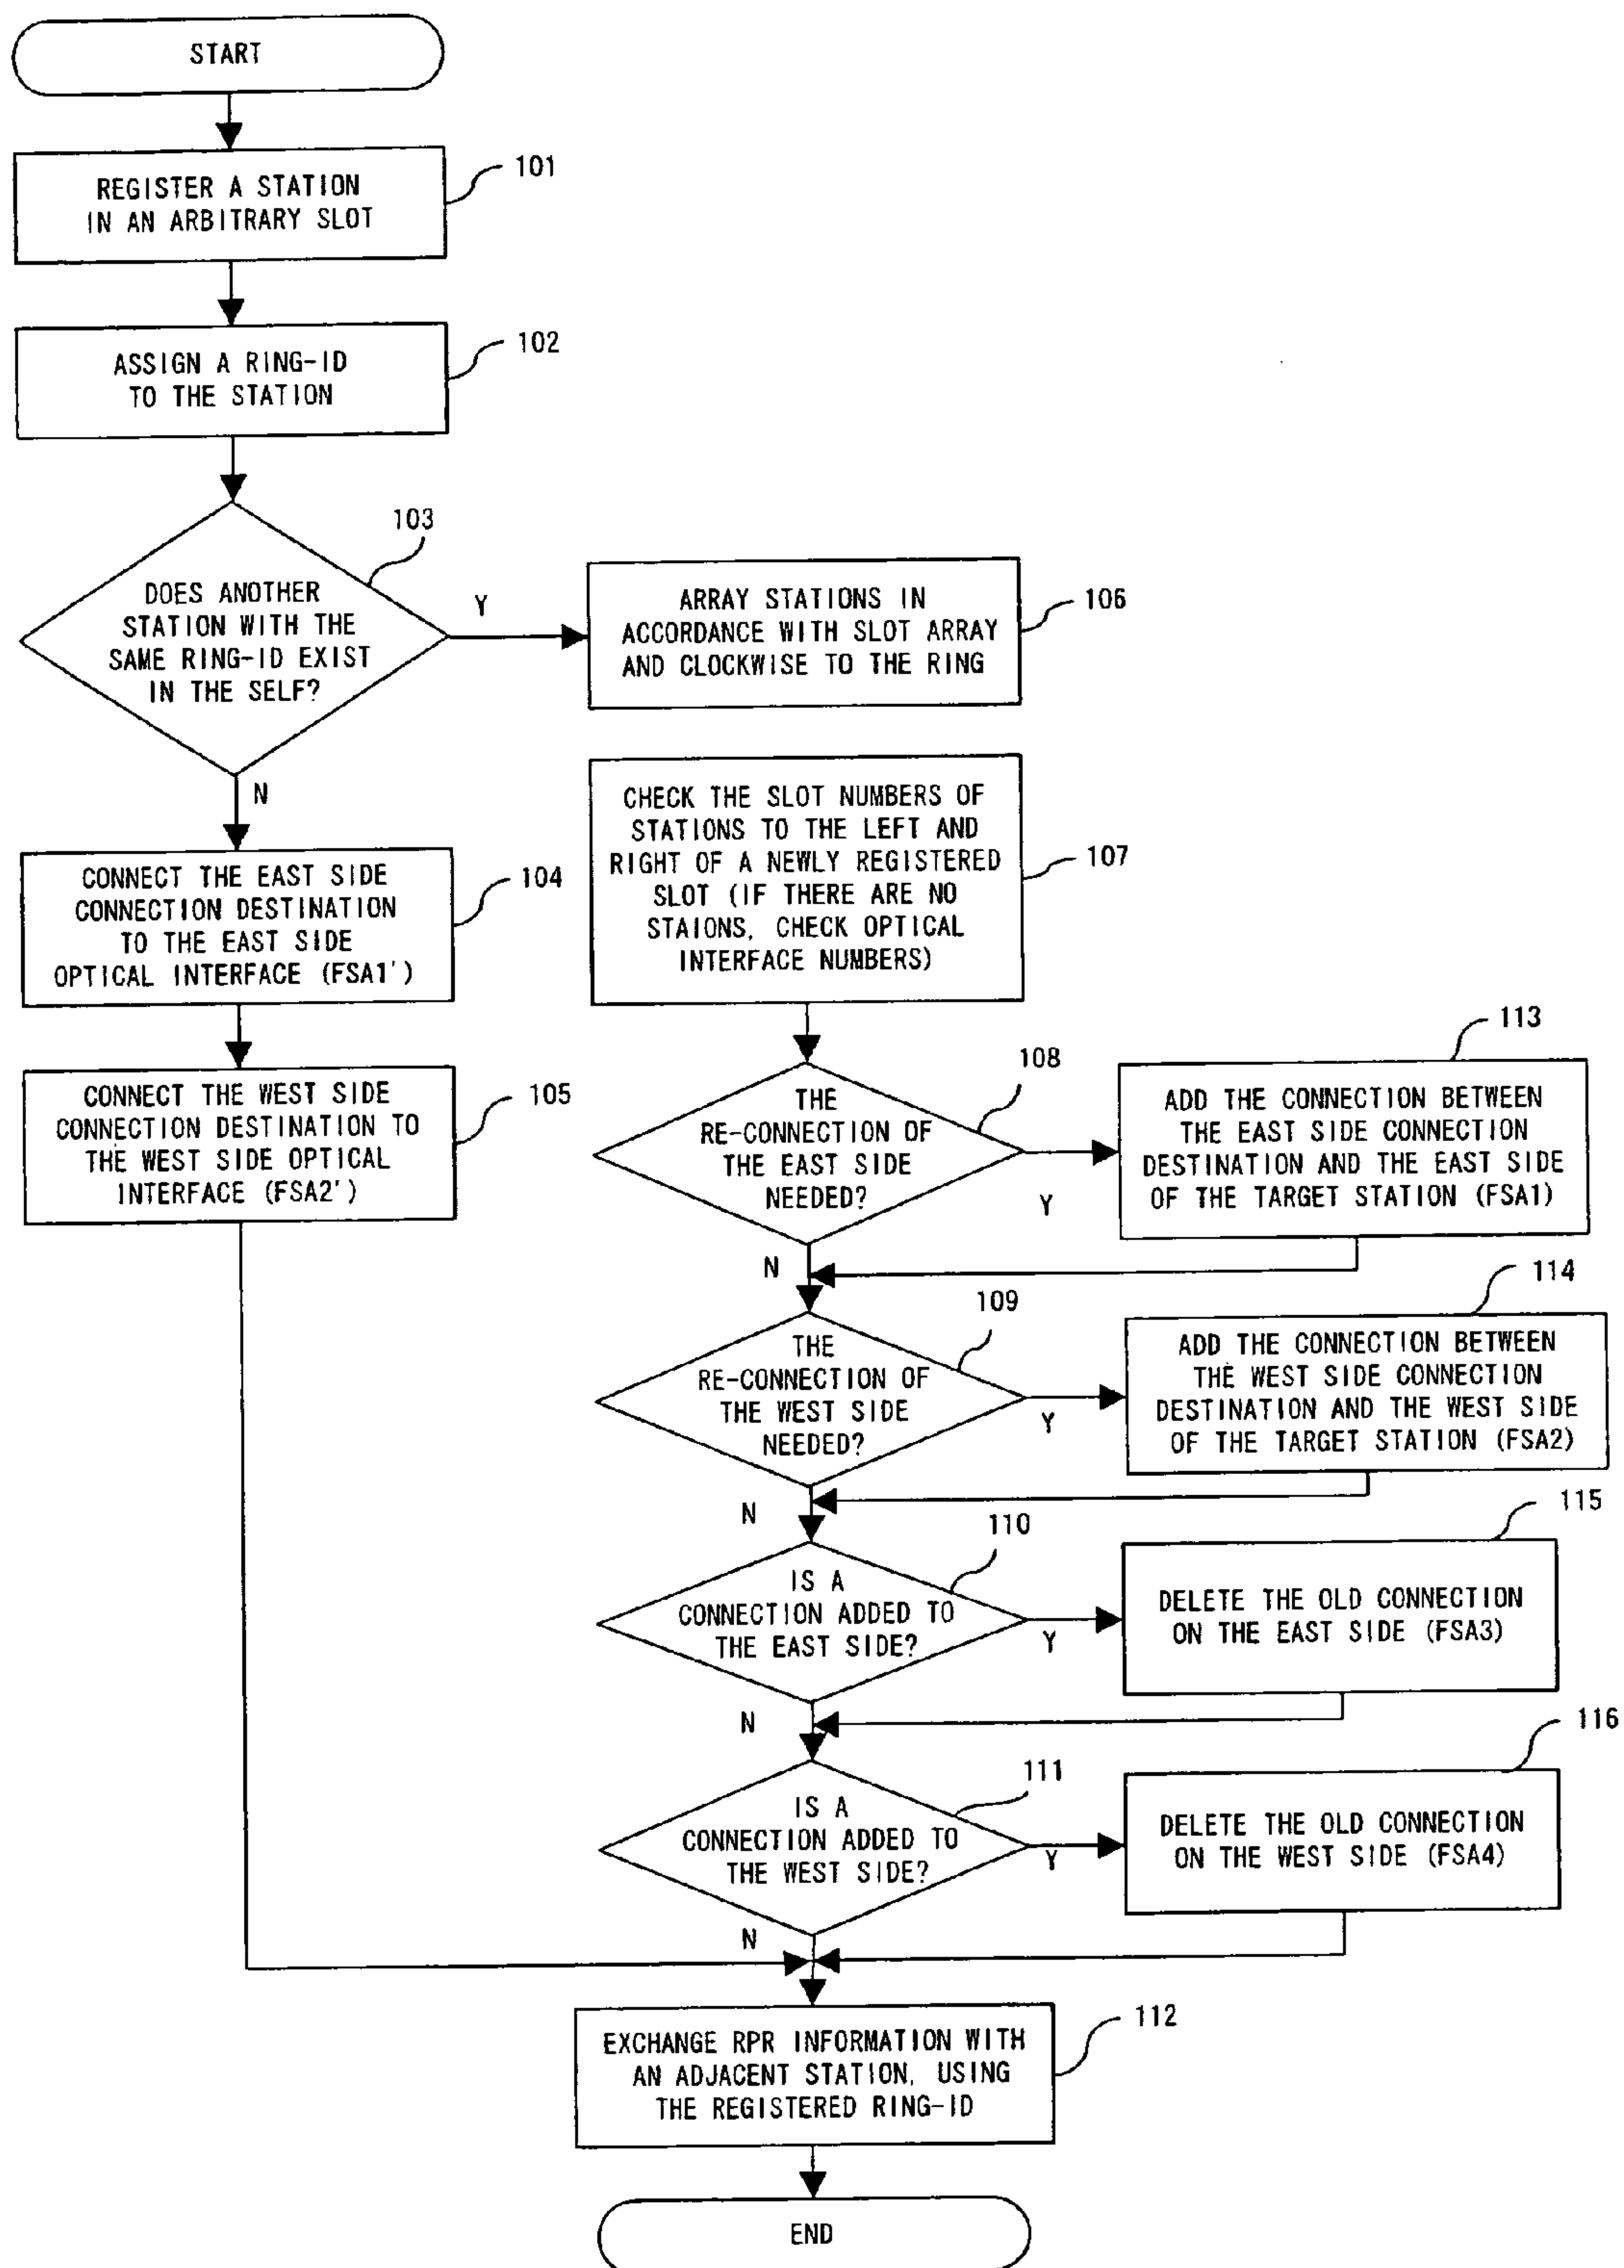 START
REGISTER A STATION
IN AN ARBITRARY SLOT
101
ASSIGN A RING-ID
TO THE STATION
102
DOES ANOTHER
STATION WITH THE
SAME RING-ID EXIST
IN THE SELF?
103
Y
N
ARRAY STATIONS IN
ACCORDANCE WITH SLOT ARRAY
AND CLOCKWISE TO THE RING
106
CONNECT THE EAST SIDE
CONNECTION DESTINATION
TO THE EAST SIDE
OPTICAL INTERFACE (FSA1')
104
CONNECT THE WEST SIDE
CONNECTION DESTINATION TO
THE WEST SIDE OPTICAL
INTERFACE (FSA2')
105
CHECK THE SLOT NUMBERS OF
STATIONS TO THE LEFT AND
RIGHT OF A NEWLY REGISTERED
SLOT (IF THERE ARE NO
STAIONS, CHECK OPTICAL
INTERFACE NUMBERS)
107
THE
RE-CONNECTION OF
THE EAST SIDE
NEEDED?
108
Y
N
ADD THE CONNECTION BETWEEN
THE EAST SIDE CONNECTION
DESTINATION AND THE EAST SIDE
OF THE TARGET STATION (FSA1)
113
THE
RE-CONNECTION OF
THE WEST SIDE
NEEDED?
109
Y
N
ADD THE CONNECTION BETWEEN
THE WEST SIDE CONNECTION
DESTINATION AND THE WEST SIDE
OF THE TARGET STATION (FSA2)
114
IS A
CONNECTION ADDED TO
THE EAST SIDE?
110
Y
N
DELETE THE OLD CONNECTION
ON THE EAST SIDE (FSA3)
115
IS A
CONNECTION ADDED TO
THE WEST SIDE?
111
Y
N
DELETE THE OLD CONNECTION
ON THE WEST SIDE (FSA4)
116
EXCHANGE RPR INFORMATION WITH
AN ADJACENT STATION, USING
THE REGISTERED RING-ID
112
END